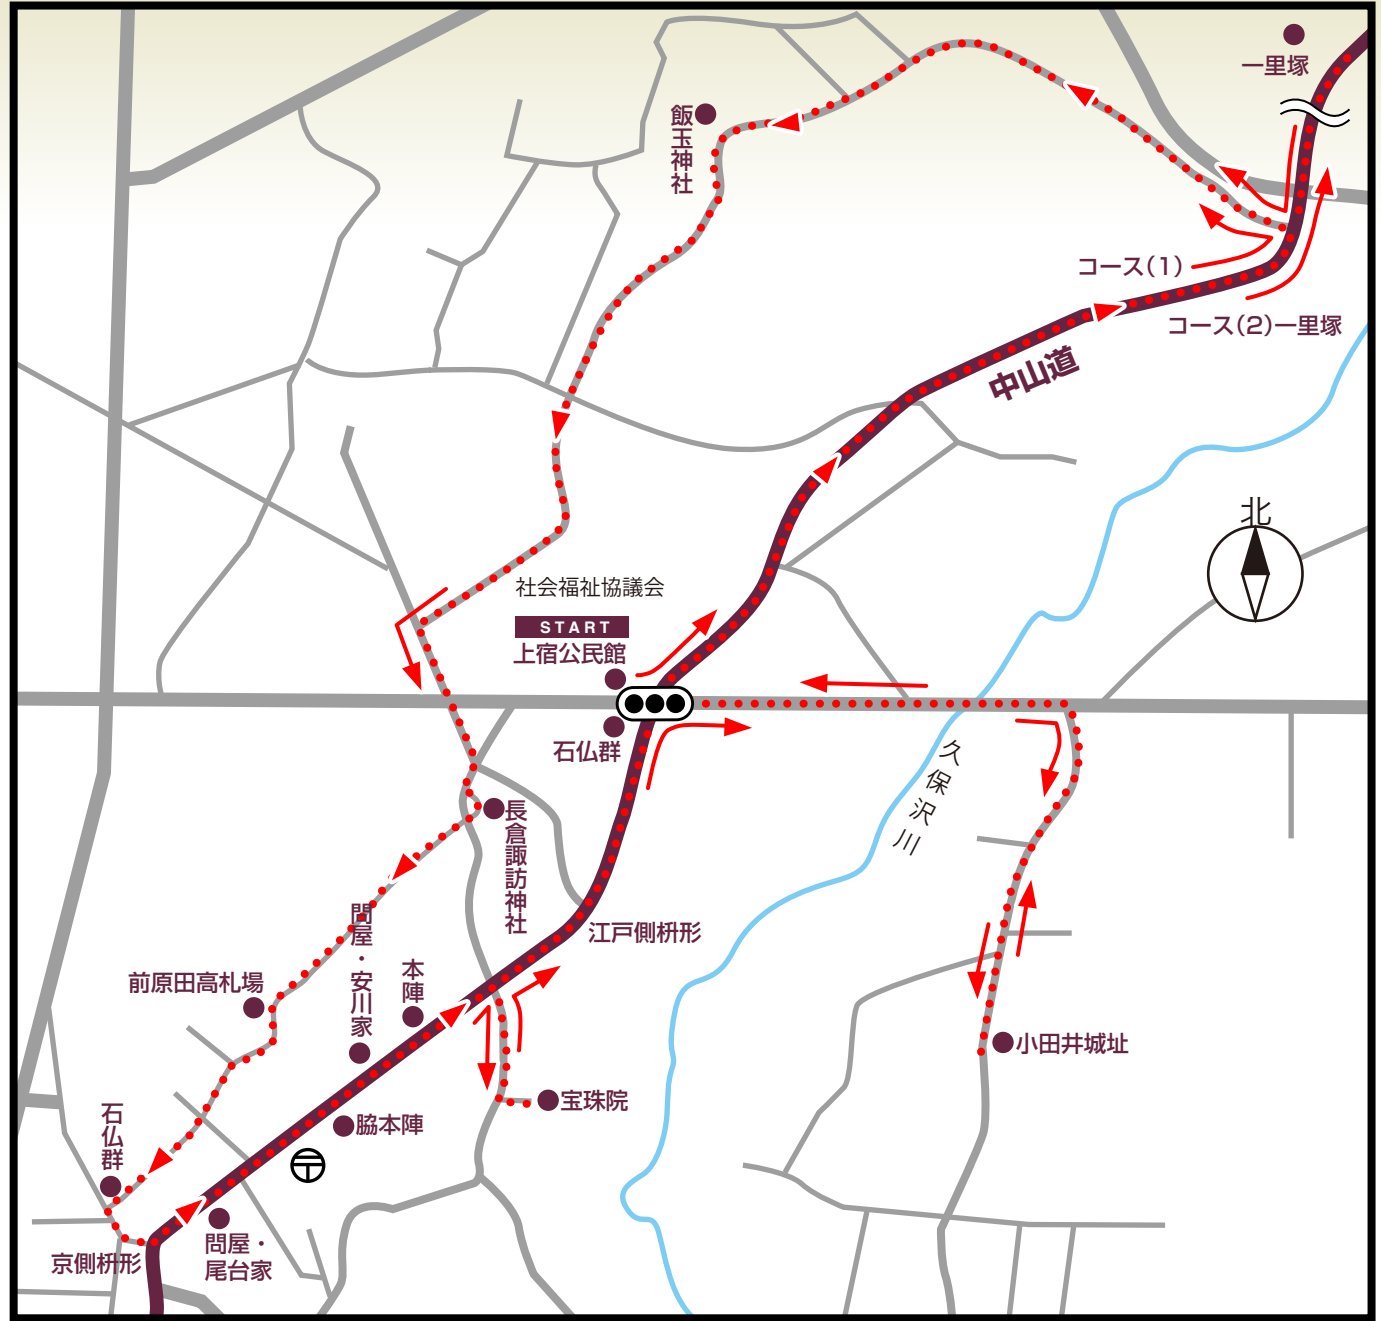 一里塚
飯玉神社
コース(1)
コース(2)一里塚
中山道
北
社会福祉協議会
START
上宿公民館
石仏群
久保沢川
長倉諏訪神社
江戸側枡形
問屋・安川家
本陣
前原田高札場
小田井城址
宝珠院
脇本陣
石仏群
問屋・
尾台家
京側枡形